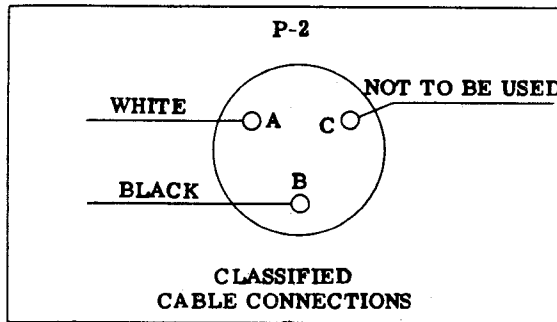 P-2
NOT TO BE USED
WHITE
A
C
B
BLACK
CLASSIFIED
CABLE CONNECTIONS